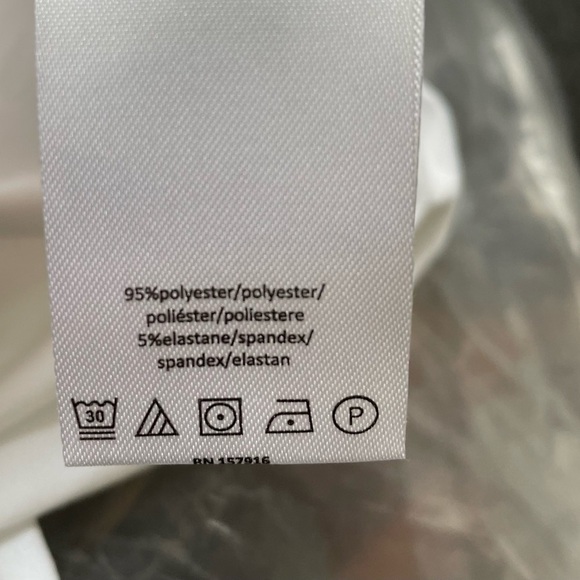 95%polyester/polyester/
poliéster/poliestere
5%elastane/spandex/
spandex/elastan
30
P
RN 157916